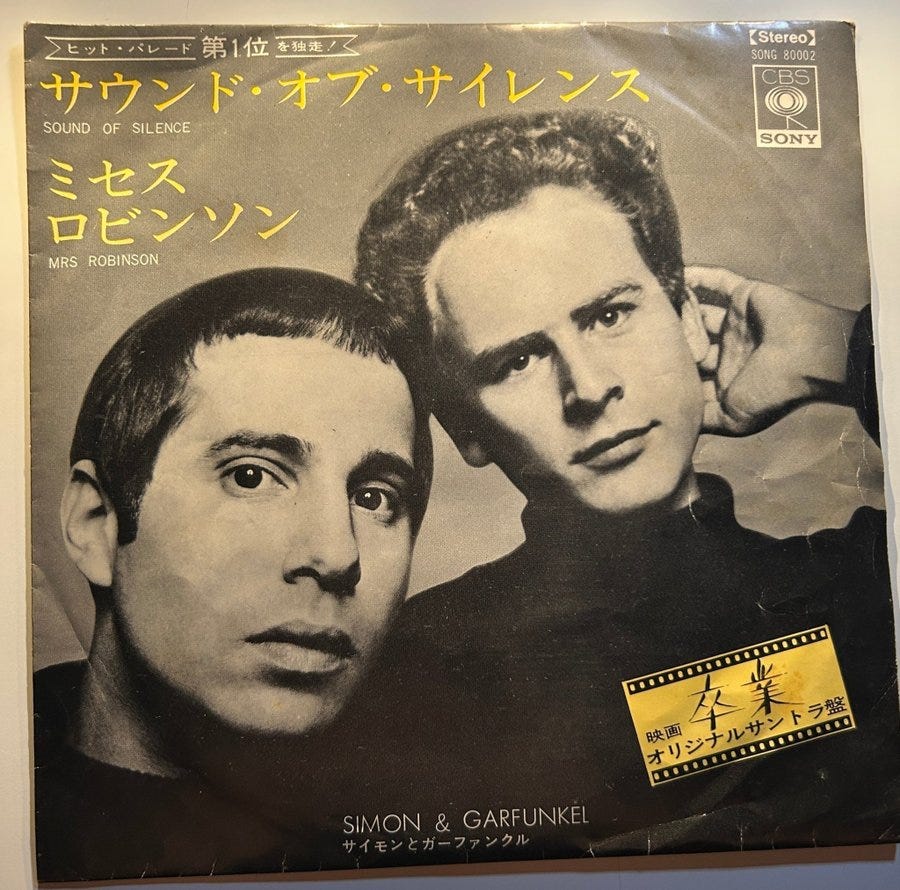 ヒット・パレード 第1位 を独走!
サウンド・オブ・サイレンス
SOUND OF SILENCE
ミセス
ロビンソン
MRS ROBINSON
【Stereo】
SONG 80002
CBS
SONY
卒業
映画
オリジナルサントラ盤
SIMON & GARFUNKEL
サイモンとガーファンクル